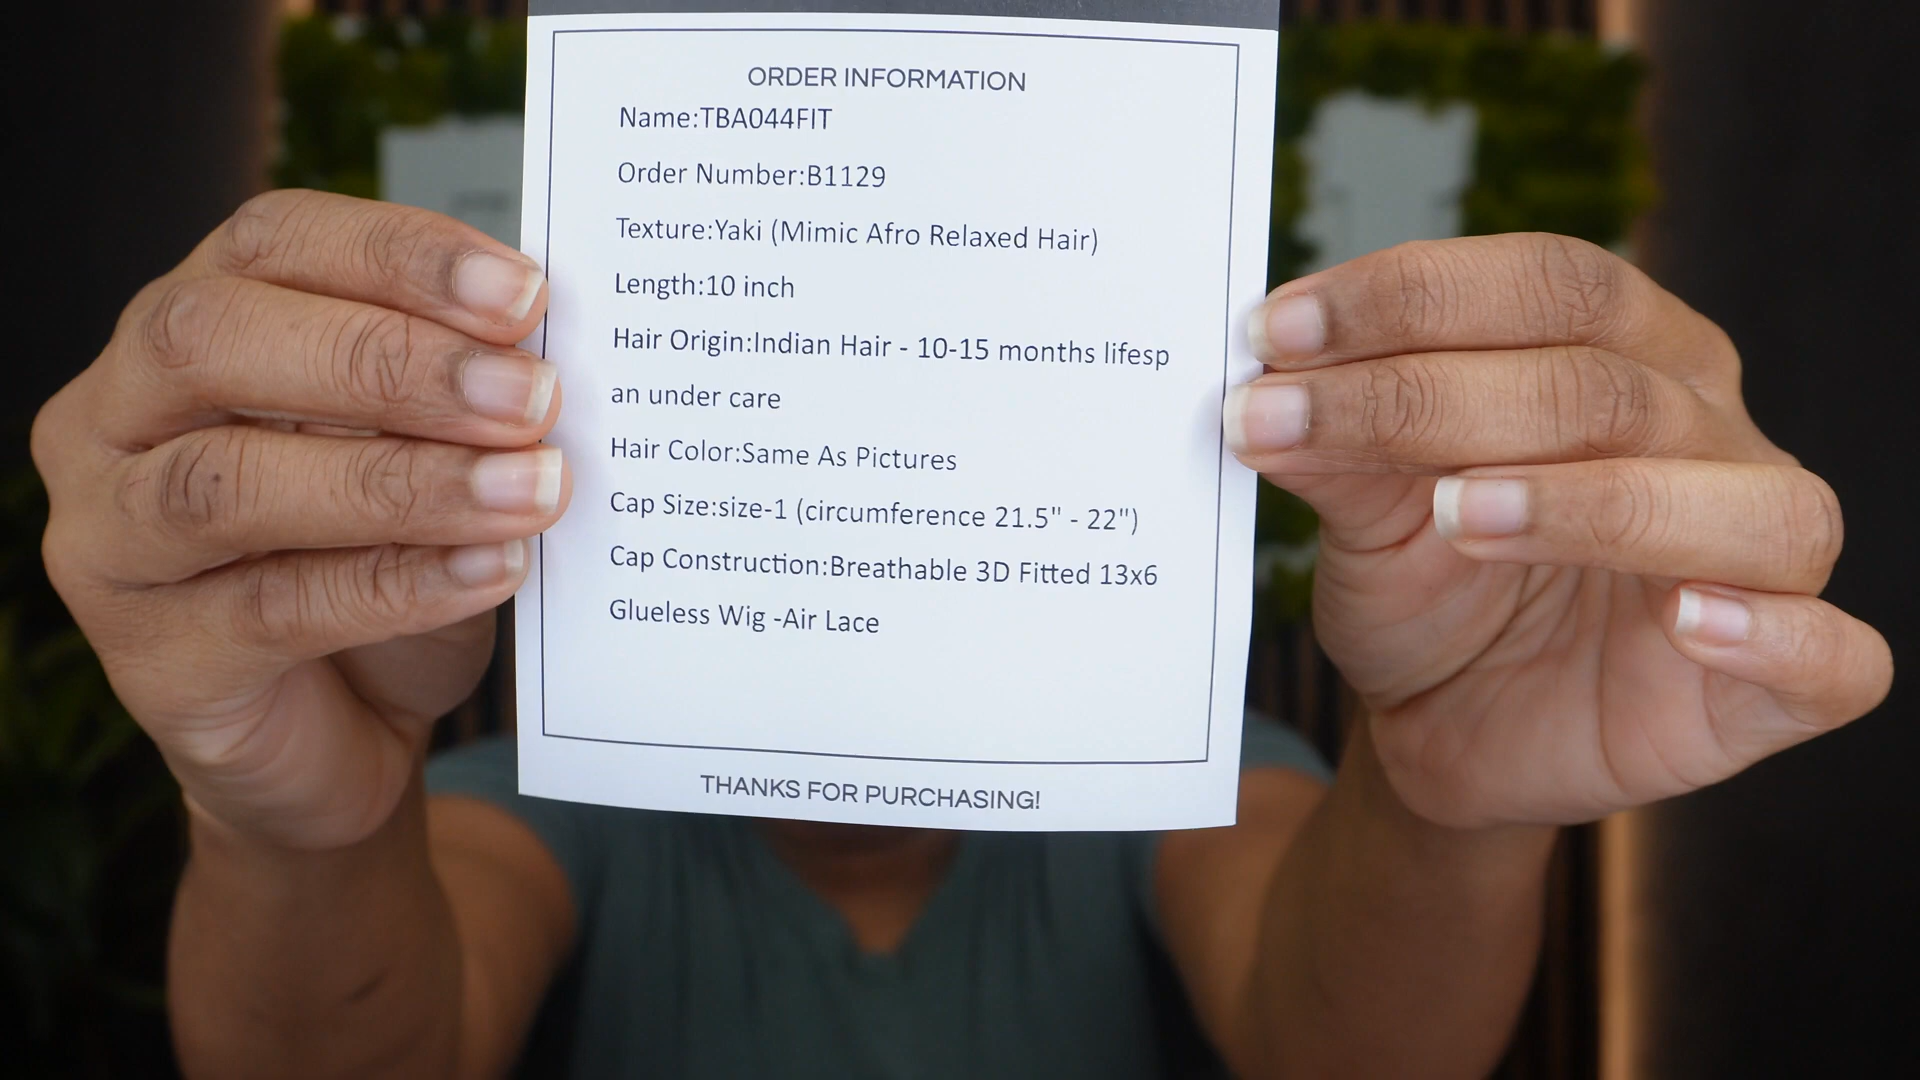 ORDER INFORMATION
Name:TBA044FIT
Order Number:B1129
Texture:Yaki (Mimic Afro Relaxed Hair)
Length:10 inch
Hair Origin:Indian Hair - 10-15 months lifesp
an under care
Hair Color:Same As Pictures
Cap Size:size-1 (circumference 21.5" - 22")
Cap Construction:Breathable 3D Fitted 13x6
Glueless Wig -Air Lace
THANKS FOR PURCHASING!